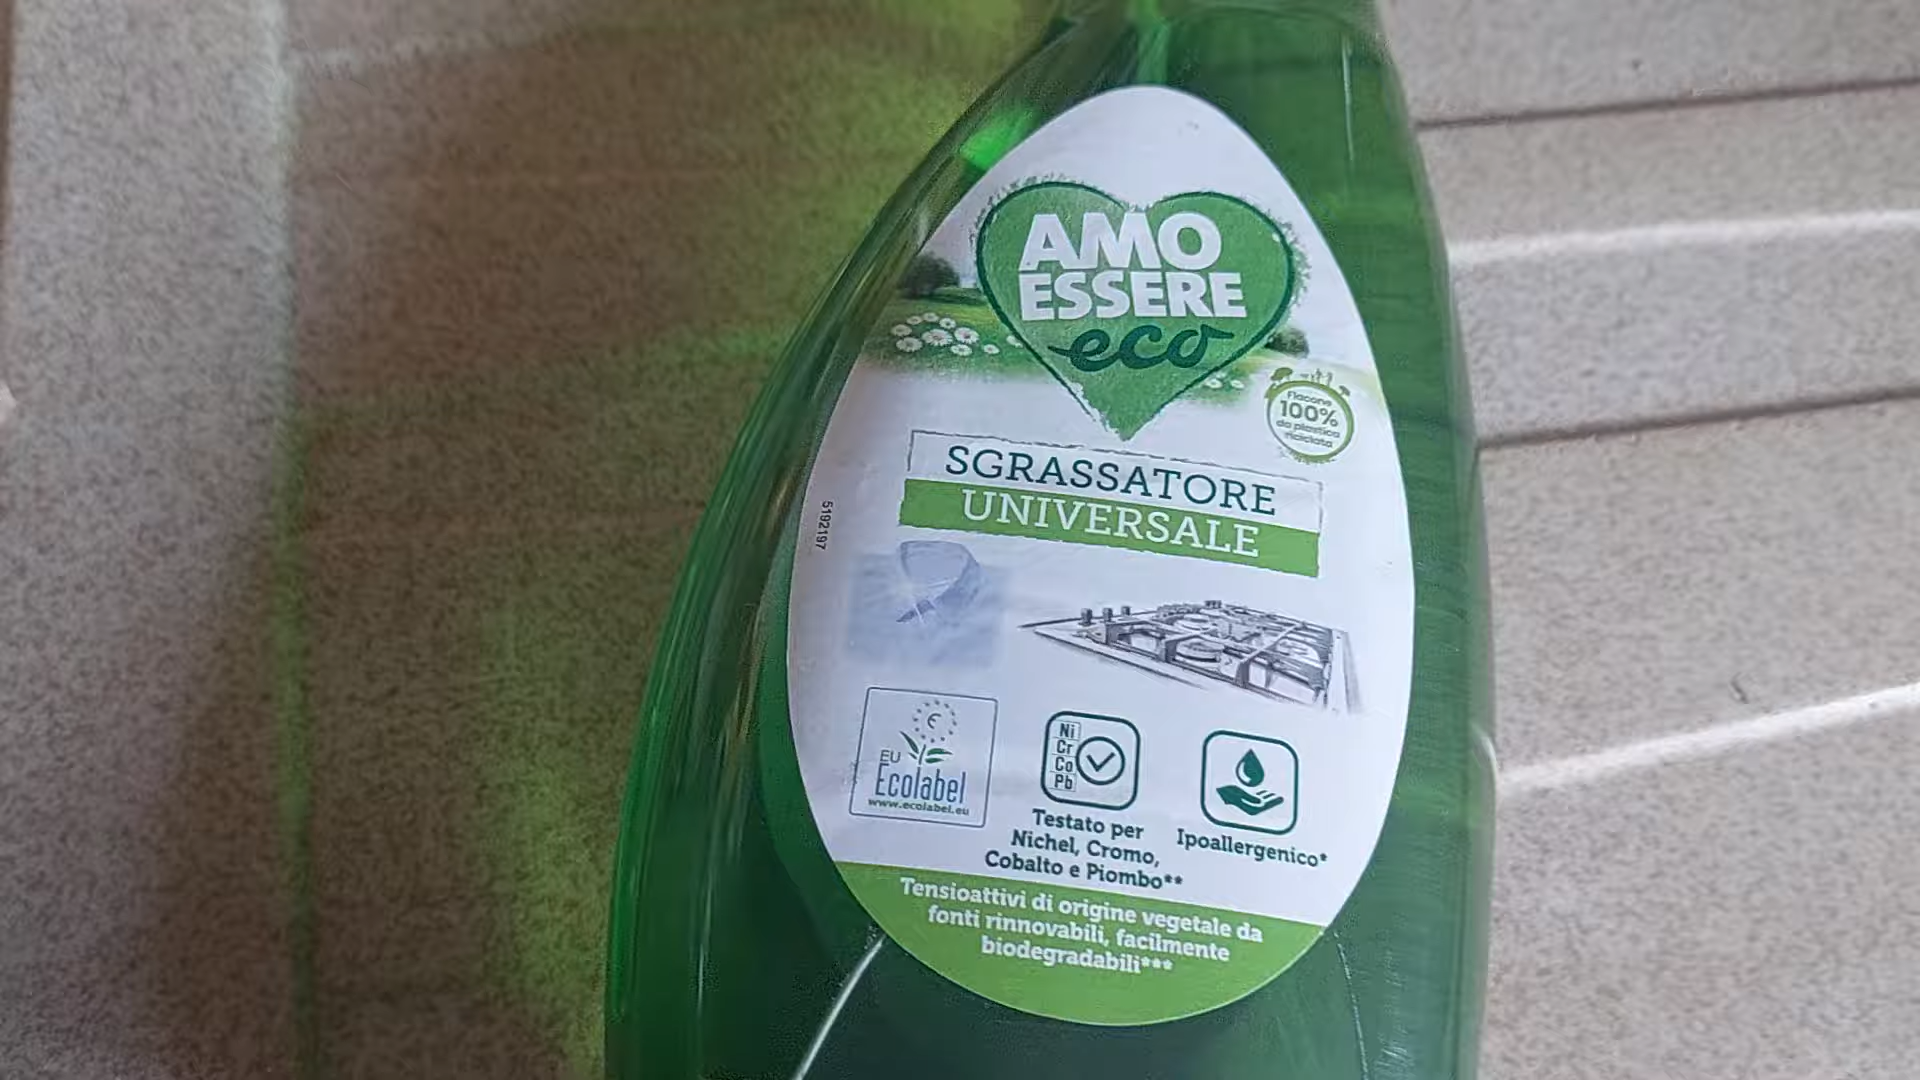 AMO
ESSERE
eco
Flacone
100%
da plastica
riciclata
SGRASSATORE
UNIVERSALE
5192197
EU
Ecolabel
www.ecolabel.eu
Ni
Cr
Co
Pb
Testato per
Nichel, Cromo,
Cobalto e Piombo**
Ipoallergenico*
Tensioattivi di origine vegetale da
fonti rinnovabili, facilmente
biodegradabili***